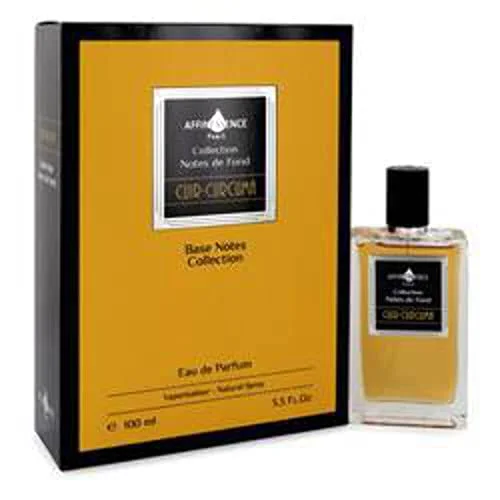 AFFINESSENCE
Paris
Collection
Notes de Fond
CUIR-CURCUMA
Base Notes
Collection
Eau de Parfum
Vaporisateur - Natural Spray
e 100 ml
3.3 Fl. Oz
AFFINESSENCE
Collection
Notes de Fond
CUIR-CURCUMA